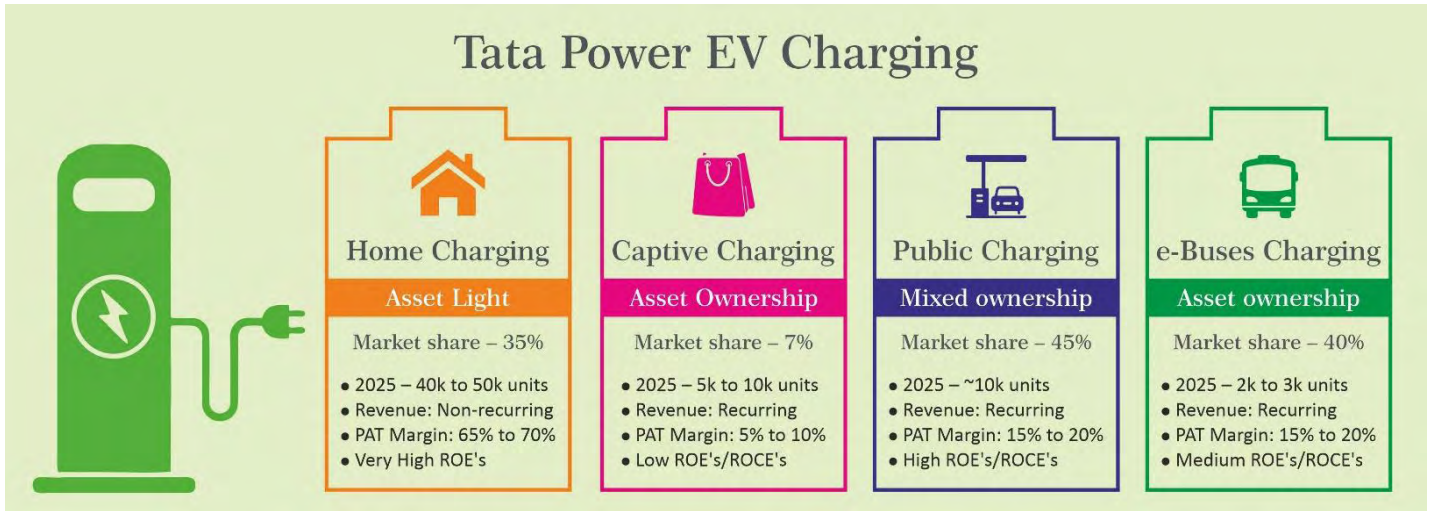 Tata Power EV Charging
Home Charging
Asset Light
Market share – 35%
● 2025 – 40k to 50k units
● Revenue: Non-recurring
● PAT Margin: 65% to 70%
● Very High ROE's
Captive Charging
Asset Ownership
Market share – 7%
● 2025 – 5k to 10k units
● Revenue: Recurring
● PAT Margin: 5% to 10%
● Low ROE's/ROCE's
Public Charging
Mixed ownership
Market share – 45%
● 2025 – ~10k units
● Revenue: Recurring
● PAT Margin: 15% to 20%
● High ROE's/ROCE's
e-Buses Charging
Asset ownership
Market share – 40%
● 2025 – 2k to 3k units
● Revenue: Recurring
● PAT Margin: 15% to 20%
● Medium ROE's/ROCE's